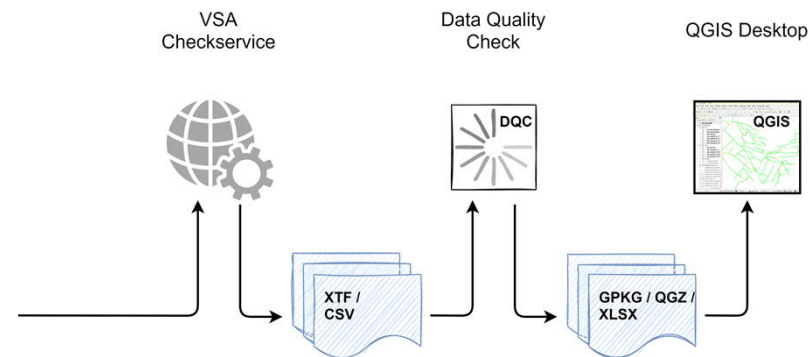 VSA
Checkservice
Data Quality
Check
QGIS Desktop
DQC
QGIS
XTF /
CSV
GPKG / QGZ /
XLSX